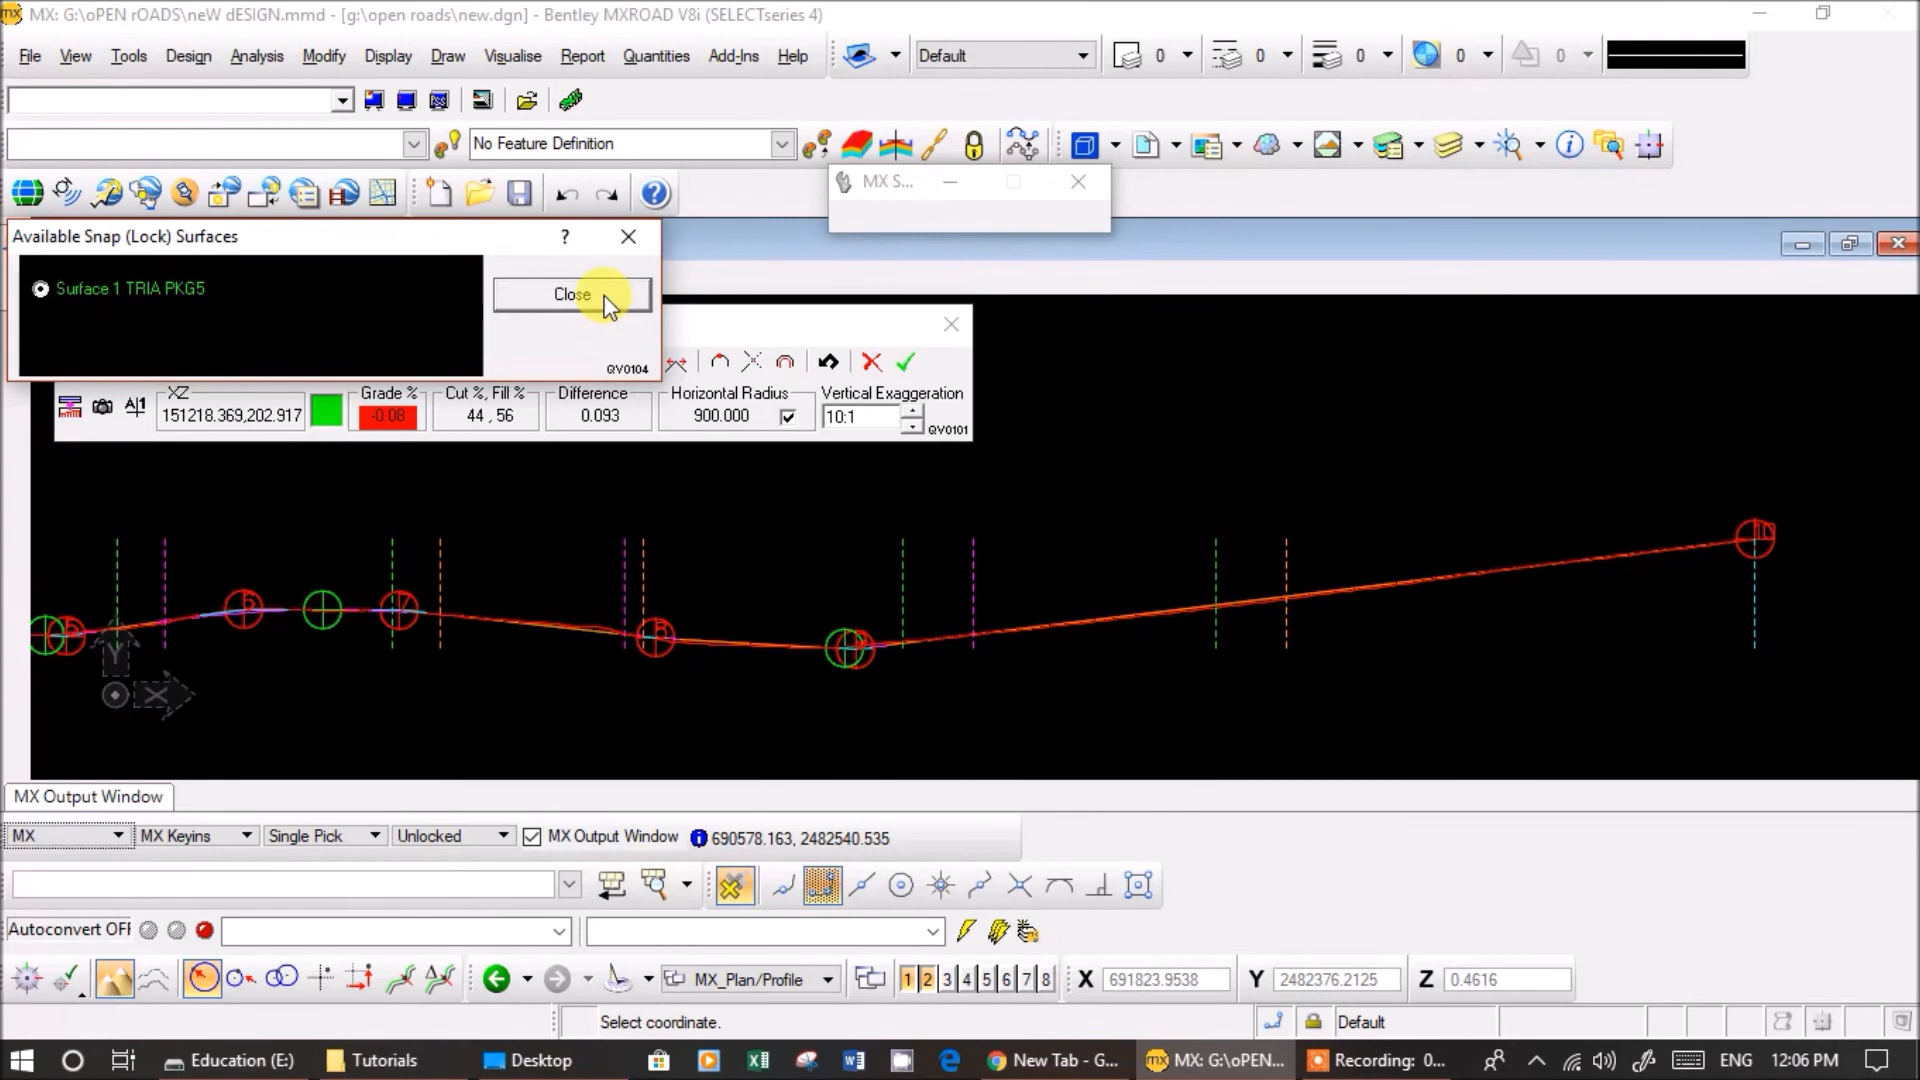 MX: G:\oPEN rOADS\neW dESIGN.mmd - [g:\open roads\new.dgn] - Bentley MXROAD V8i (SELECTseries 4)
File View Tools Design Analysis Modify Display Draw Visualise Report Quantities Add-Ins Help
Default 0 0 0 0 0
No Feature Definition
MX S...
Available Snap (Lock) Surfaces ?
Surface 1 TRIA PKG5
Close
QV0104
XZ Grade % Cut %, Fill % Difference Horizontal Radius Vertical Exaggeration
151218.369,202.917 -0.08 44 , 56 0.093 900.000 10:1
QV0101
10
7
Y
X
MX Output Window
MX MX Keyins Single Pick Unlocked MX Output Window 690578.163, 2482540.535
Autoconvert OFF
MX_Plan/Profile 1 2 3 4 5 6 7 8 X 691823.9538 Y 2482376.2125 Z 0.4616
Select coordinate. Default
Education (E:) Tutorials Desktop New Tab - G... MX: G:\oPEN... Recording: 0... ENG 12:06 PM